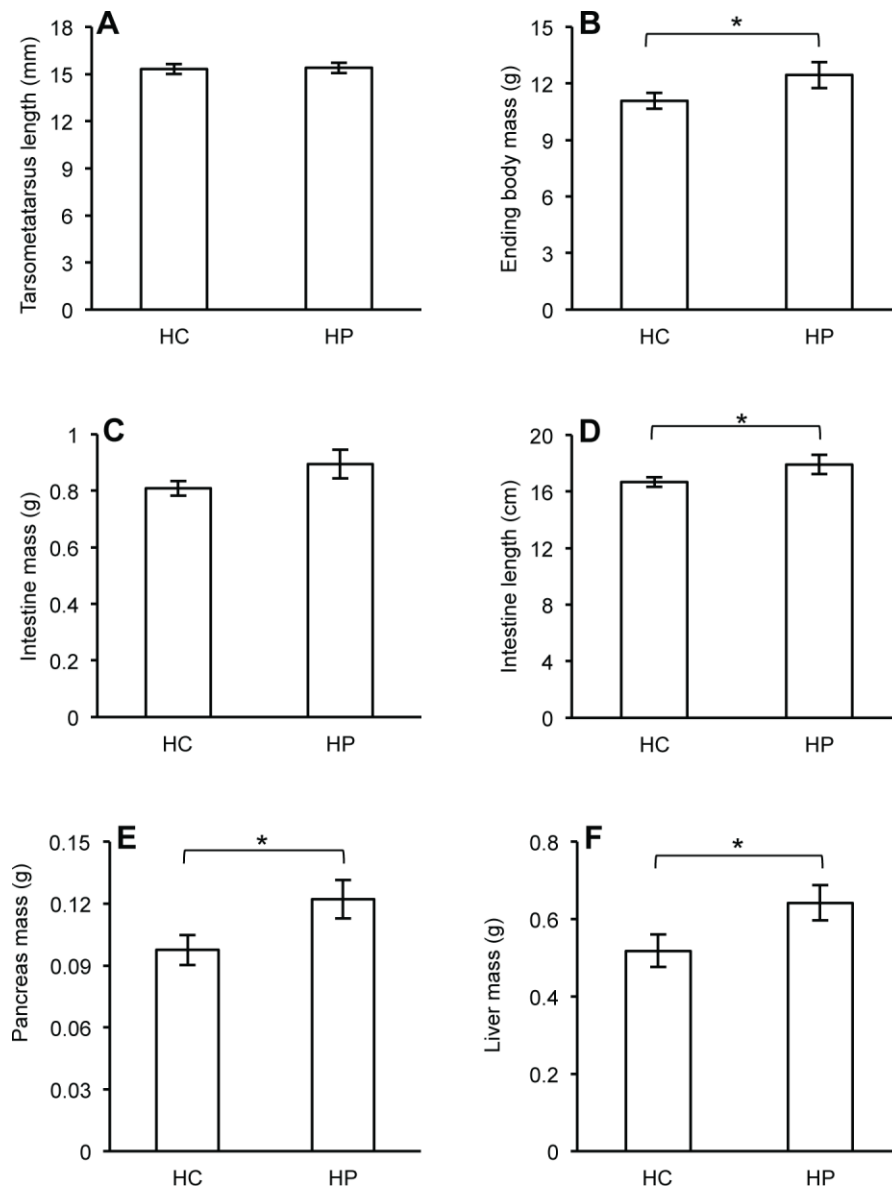 A
Tarsometatarsus length (mm)
18
15
12
9
6
3
0
HC HP
B
Ending body mass (g)
15
12
9
6
3
0
*
HC HP
C
Intestine mass (g)
1
0.8
0.6
0.4
0.2
0
HC HP
D
Intestine length (cm)
20
16
12
8
4
0
*
HC HP
E
Pancreas mass (g)
0.15
0.12
0.09
0.06
0.03
0
*
HC HP
F
Liver mass (g)
0.8
0.6
0.4
0.2
0
*
HC HP